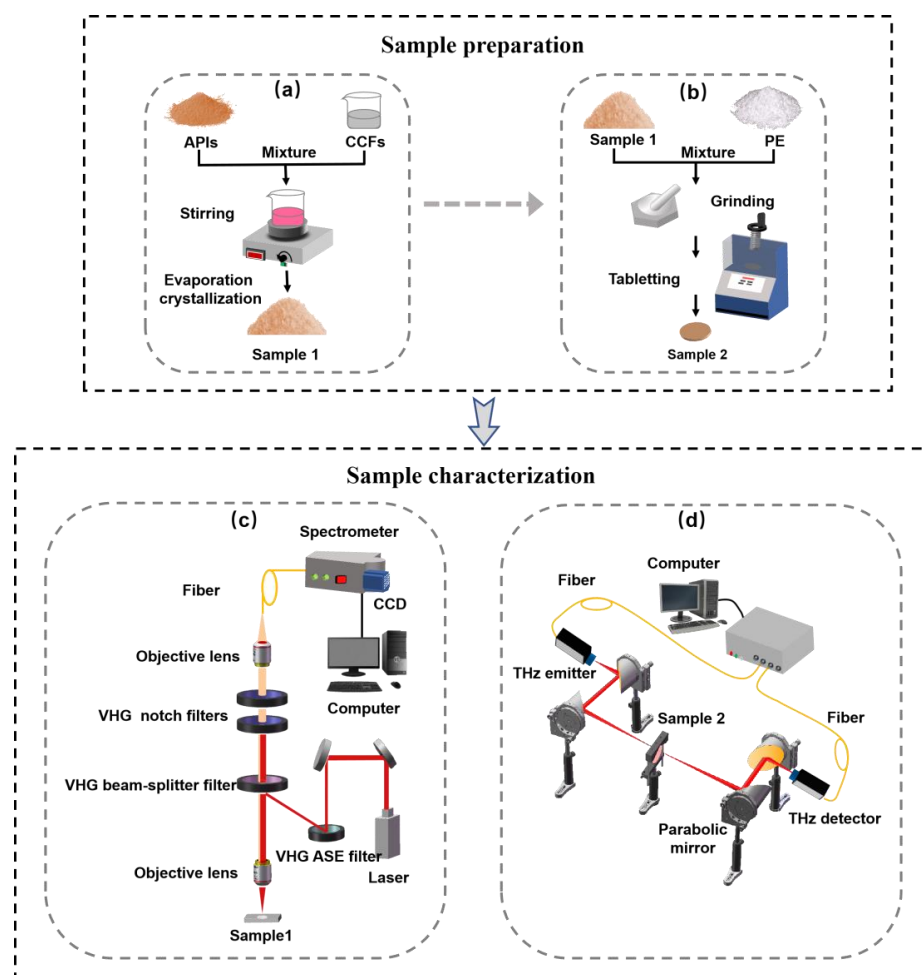 Sample preparation
(a)
APIs
CCFs
Mixture
Stirring
Evaporation
crystallization
Sample 1
(b)
Sample 1
PE
Mixture
Grinding
Tabletting
Sample 2
Sample characterization
(c)
Spectrometer
Fiber
CCD
Objective lens
Computer
VHG notch filters
VHG beam-splitter filter
VHG ASE filter
Laser
Objective lens
Sample1
(d)
Computer
Fiber
THz emitter
Sample 2
Fiber
THz detector
Parabolic
mirror